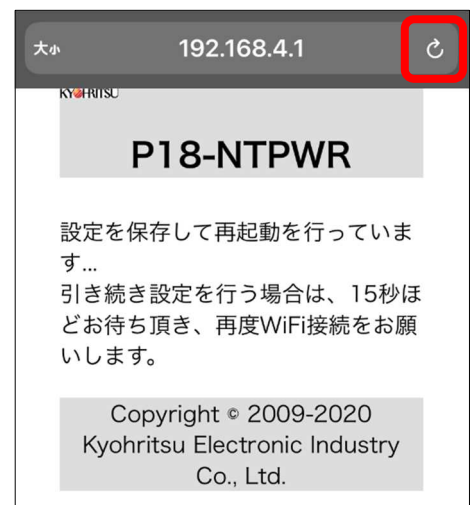 大小 192.168.4.1
KYOHRITSU
P18-NTPWR
設定を保存して再起動を行っていま
す...
引き続き設定を行う場合は、15秒ほ
どお待ち頂き、再度WiFi接続をお願
いします。
Copyright © 2009-2020
Kyohritsu Electronic Industry
Co., Ltd.